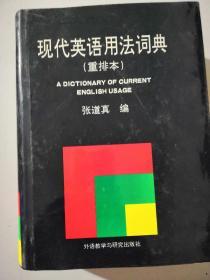 现代英语用法词典
(重排本)
A DICTIONARY OF CURRENT
ENGLISH USAGE
张道真 编
外语教学与研究出版社